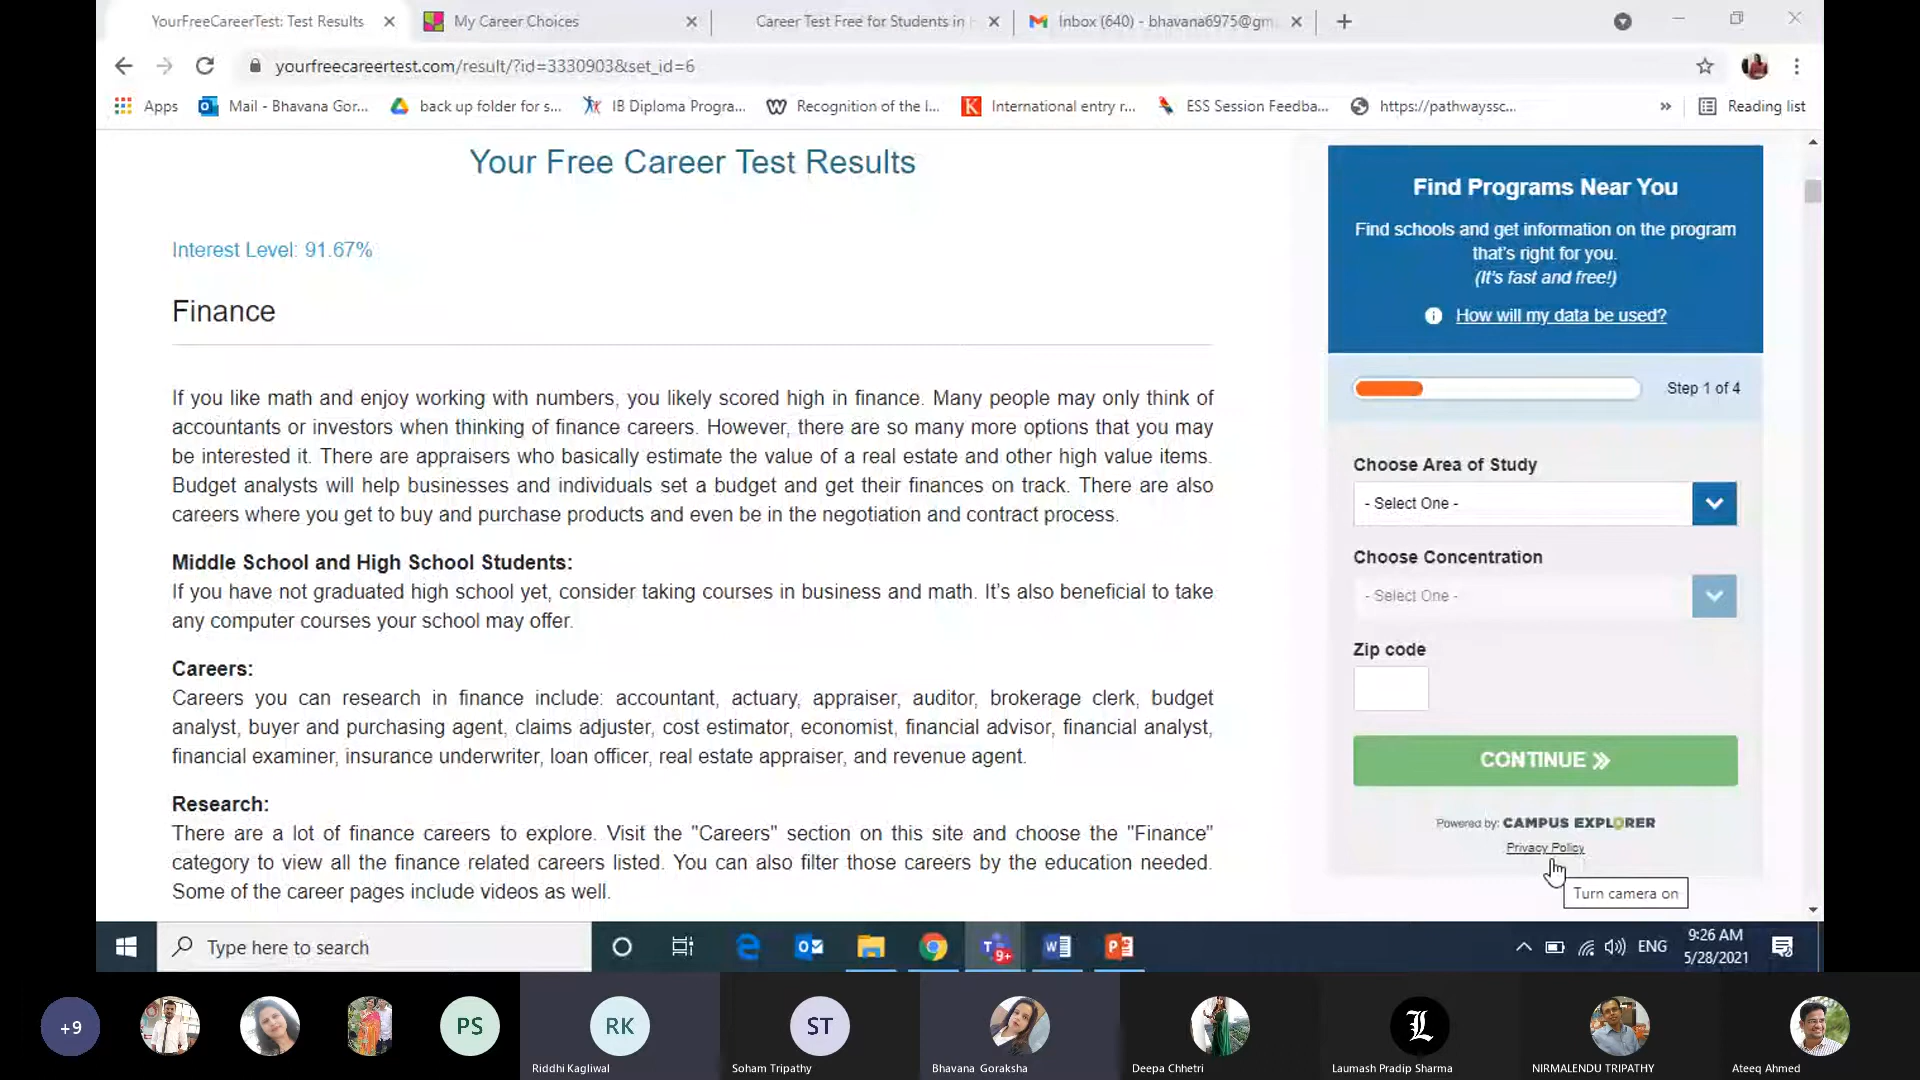 YourFreeCareerTest: Test Results
My Career Choices
Career Test Free for Students in
Inbox (640) - bhavana6975@gm
yourfreecareertest.com/result/?id=3330903&set_id=6
Apps
Mail - Bhavana Gor...
back up folder for s...
IB Diploma Progra...
Recognition of the I...
International entry r...
ESS Session Feedba...
https://pathwayssc...
»
Reading list
Your Free Career Test Results
Interest Level: 91.67%
Finance
If you like math and enjoy working with numbers, you likely scored high in finance. Many people may only think of
accountants or investors when thinking of finance careers. However, there are so many more options that you may
be interested it. There are appraisers who basically estimate the value of a real estate and other high value items.
Budget analysts will help businesses and individuals set a budget and get their finances on track. There are also
careers where you get to buy and purchase products and even be in the negotiation and contract process.
Middle School and High School Students:
If you have not graduated high school yet, consider taking courses in business and math. It's also beneficial to take
any computer courses your school may offer.
Careers:
Careers you can research in finance include: accountant, actuary, appraiser, auditor, brokerage clerk, budget
analyst, buyer and purchasing agent, claims adjuster, cost estimator, economist, financial advisor, financial analyst,
financial examiner, insurance underwriter, loan officer, real estate appraiser, and revenue agent.
Research:
There are a lot of finance careers to explore. Visit the "Careers" section on this site and choose the "Finance"
category to view all the finance related careers listed. You can also filter those careers by the education needed.
Some of the career pages include videos as well.
Find Programs Near You
Find schools and get information on the program
that's right for you.
(It's fast and free!)
How will my data be used?
Step 1 of 4
Choose Area of Study
- Select One -
Choose Concentration
- Select One -
Zip code
CONTINUE »
Powered by: CAMPUS EXPLORER
Privacy Policy
Turn camera on
Type here to search
9+
ENG
9:26 AM
5/28/2021
+9
PS
RK
Riddhi Kagliwal
ST
Soham Tripathy
Bhavana Goraksha
Deepa Chhetri
L
Laumash Pradip Sharma
NIRMALENDU TRIPATHY
Ateeq Ahmed